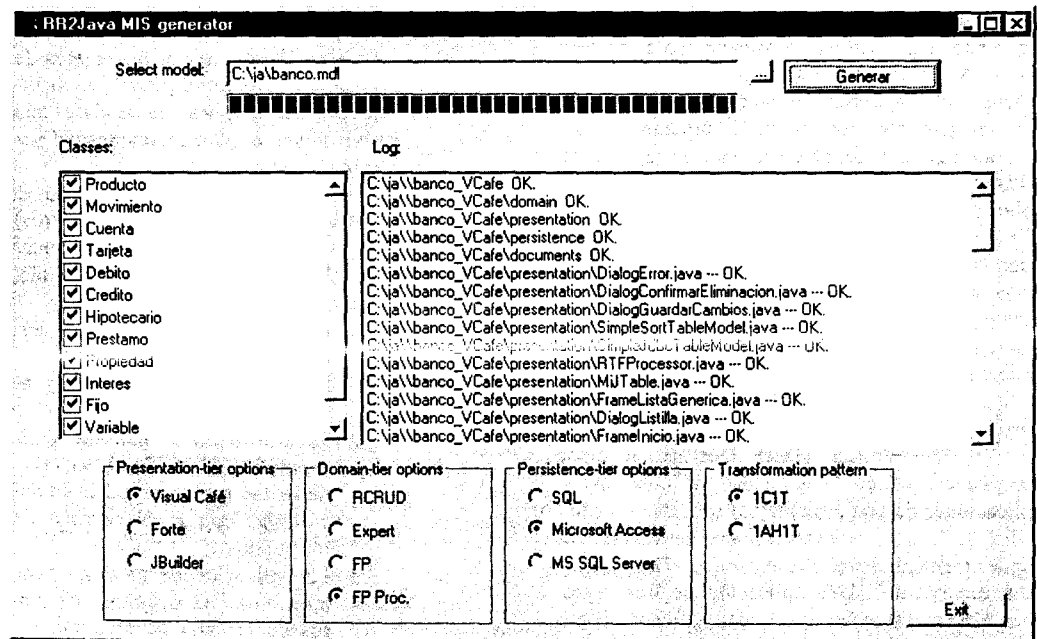 RR2Java MIS generator
Select model: C:\ja\banco.mdl ... Generar
Classes:
Producto
Movimiento
Cuenta
Tarjeta
Debito
Credito
Hipotecario
Prestamo
Propiedad
Interes
Fijo
Variable
Log:
C:\ja\\banco_VCafe OK.
C:\ja\\banco_VCafe\domain OK.
C:\ja\\banco_VCafe\presentation OK.
C:\ja\\banco_VCafe\persistence OK.
C:\ja\\banco_VCafe\documents OK.
C:\ja\\banco_VCafe\presentation\DialogError.java --- OK.
C:\ja\\banco_VCafe\presentation\DialogConfirmarEliminacion.java --- OK.
C:\ja\\banco_VCafe\presentation\DialogGuardarCambios.java --- OK.
C:\ja\\banco_VCafe\presentation\SimpleSortTableModel.java --- OK.
C:\ja\\banco_VCafe\presentation\ --- OK.
C:\ja\\banco_VCafe\presentation\RTFProcessor.java --- OK.
C:\ja\\banco_VCafe\presentation\MiJTable.java --- OK.
C:\ja\\banco_VCafe\presentation\FrameListaGenerica.java --- OK.
C:\ja\\banco_VCafe\presentation\DialogListilla.java --- OK.
C:\ja\\banco_VCafe\presentation\FrameInicio.java --- OK.
Presentation-tier options
Visual Café
Forte
JBuilder
Domain-tier options
RCRUD
Expert
FP
FP Proc.
Persistence-tier options
SQL
Microsoft Access
MS SQL Server
Transformation pattern
1C1T
1AH1T
Exit